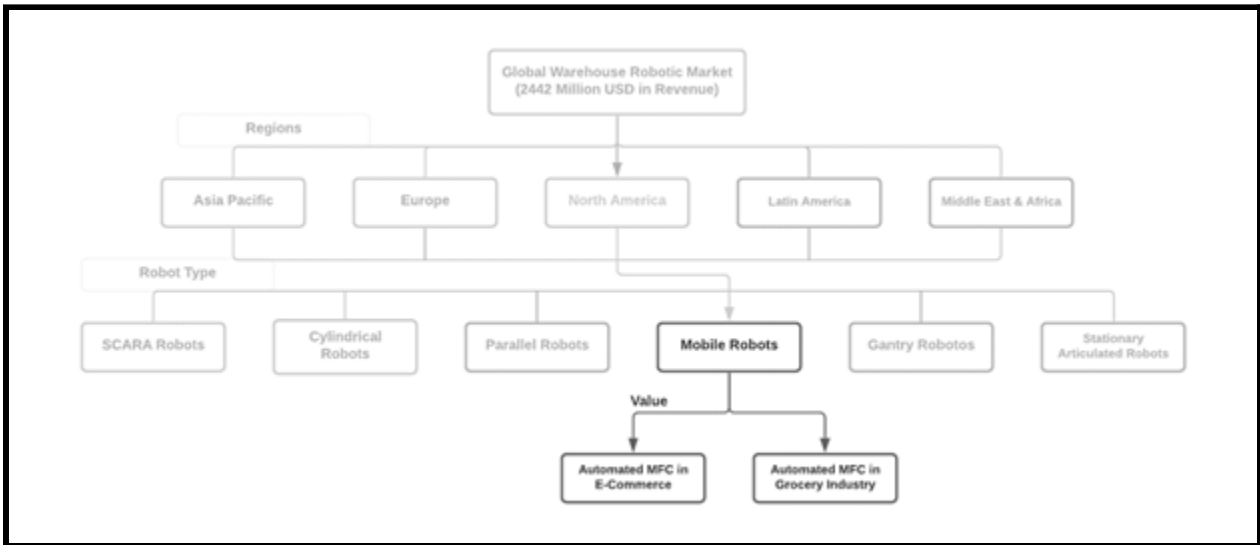 Global Warehouse Robotic Market
(2442 Million USD in Revenue)
Regions
Asia Pacific
Europe
North America
Latin America
Middle East & Africa
Robot Type
SCARA Robots
Cylindrical
Robots
Parallel Robots
Mobile Robots
Gantry Robotos
Stationary
Articulated Robots
Value
Automated MFC in
E-Commerce
Automated MFC in
Grocery Industry